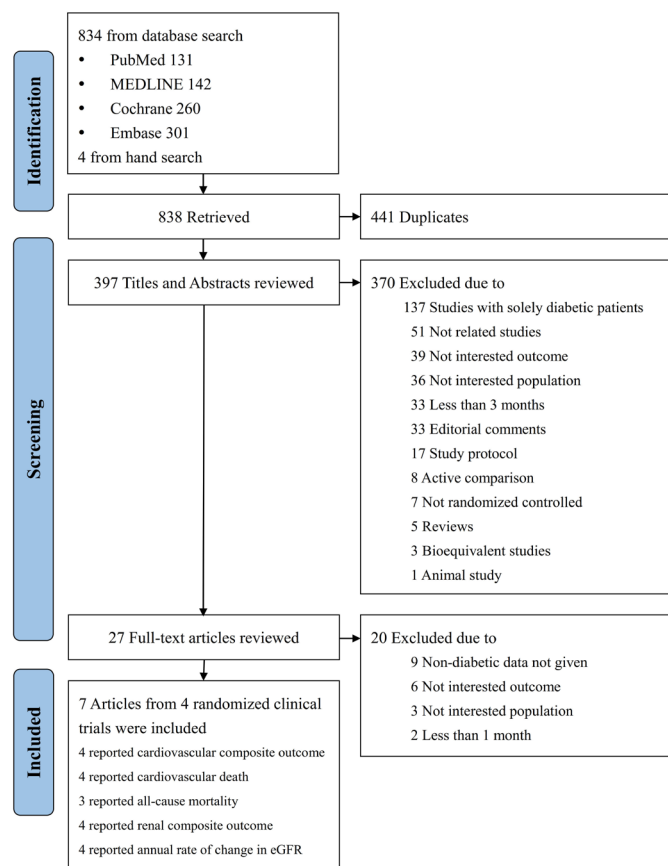 Identification
834 from database search
• PubMed 131
• MEDLINE 142
• Cochrane 260
• Embase 301
4 from hand search
838 Retrieved
441 Duplicates
Screening
397 Titles and Abstracts reviewed
370 Excluded due to
137 Studies with solely diabetic patients
51 Not related studies
39 Not interested outcome
36 Not interested population
33 Less than 3 months
33 Editorial comments
17 Study protocol
8 Active comparison
7 Not randomized controlled
5 Reviews
3 Bioequivalent studies
1 Animal study
27 Full-text articles reviewed
20 Excluded due to
9 Non-diabetic data not given
6 Not interested outcome
3 Not interested population
2 Less than 1 month
Included
7 Articles from 4 randomized clinical
trials were included
4 reported cardiovascular composite outcome
4 reported cardiovascular death
3 reported all-cause mortality
4 reported renal composite outcome
4 reported annual rate of change in eGFR